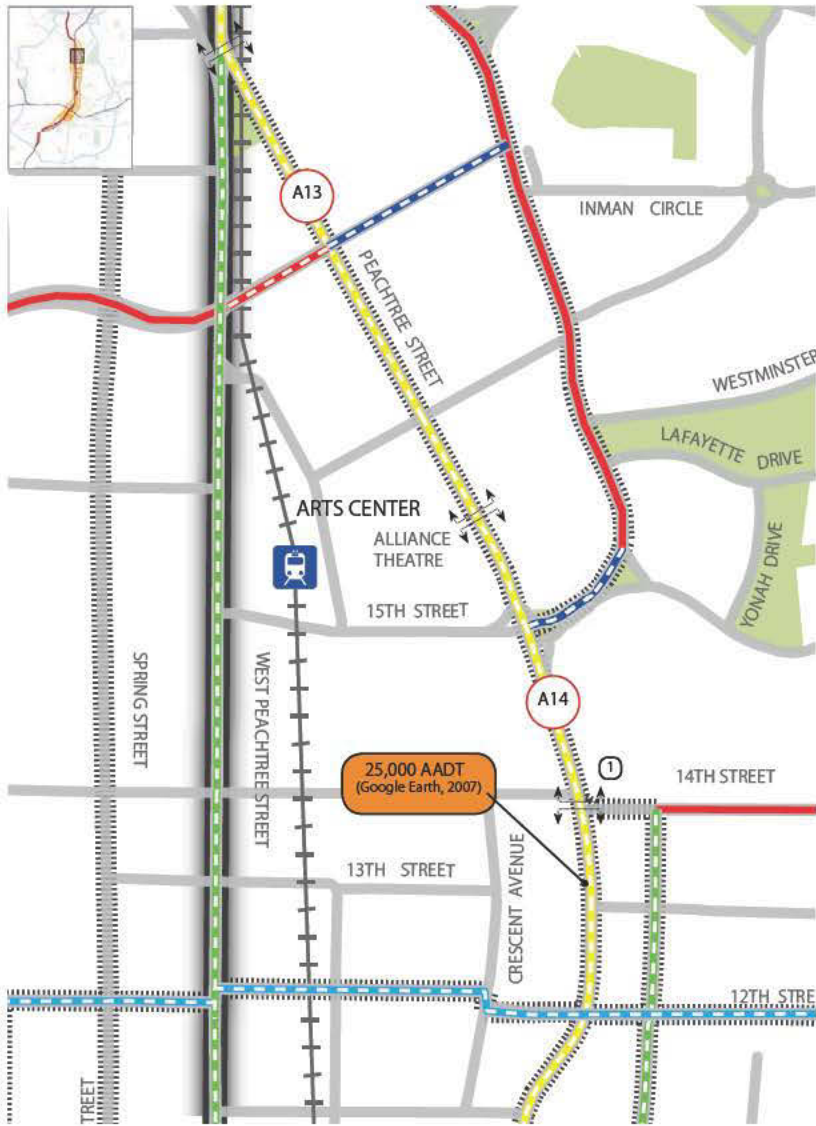 A13
INMAN CIRCLE
PEACHTREE STREET
WESTMINSTER
LAFAYETTE DRIVE
ARTS CENTER
ALLIANCE
THEATRE
YONAH DRIVE
15TH STREET
SPRING STREET
WEST PEACHTREE STREET
A14
25,000 AADT
(Google Earth, 2007)
1
14TH STREET
13TH STREET
CRESCENT AVENUE
12TH STRE
TREET